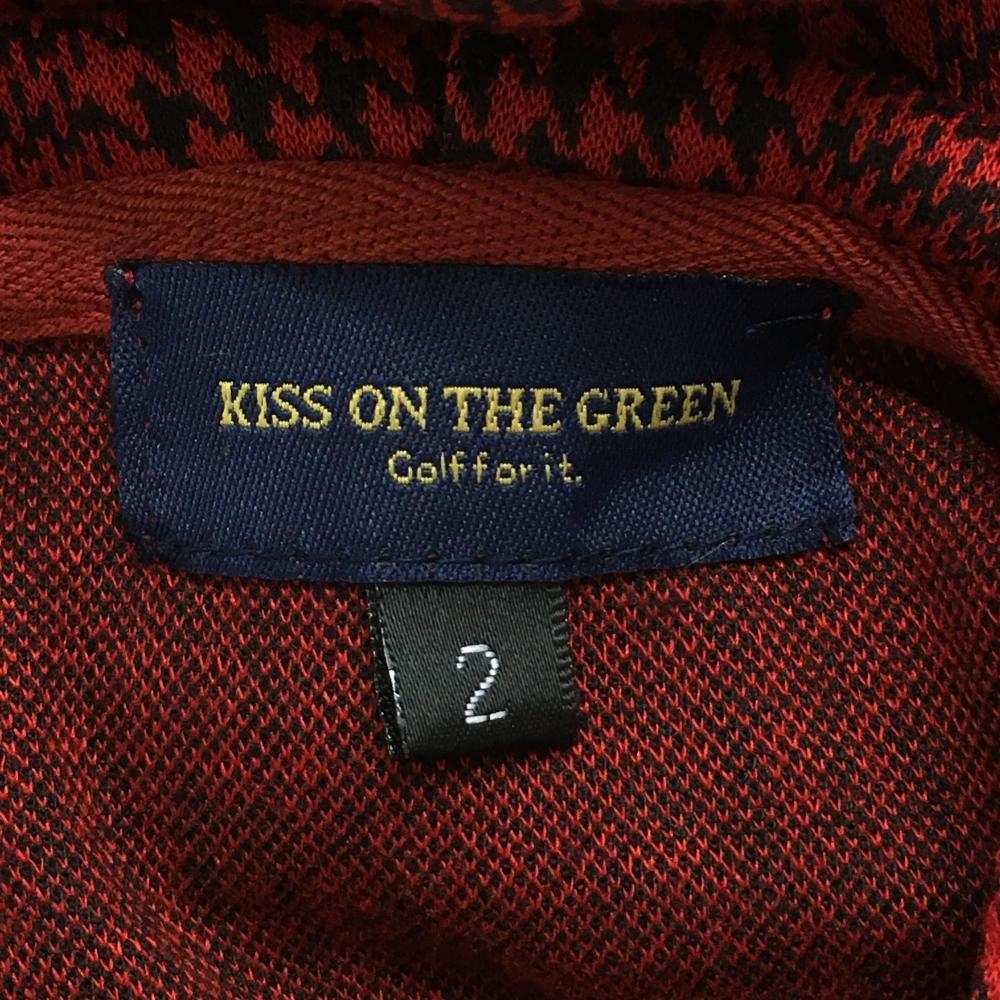 KISS ON THE GREEN
Golf for it.
2